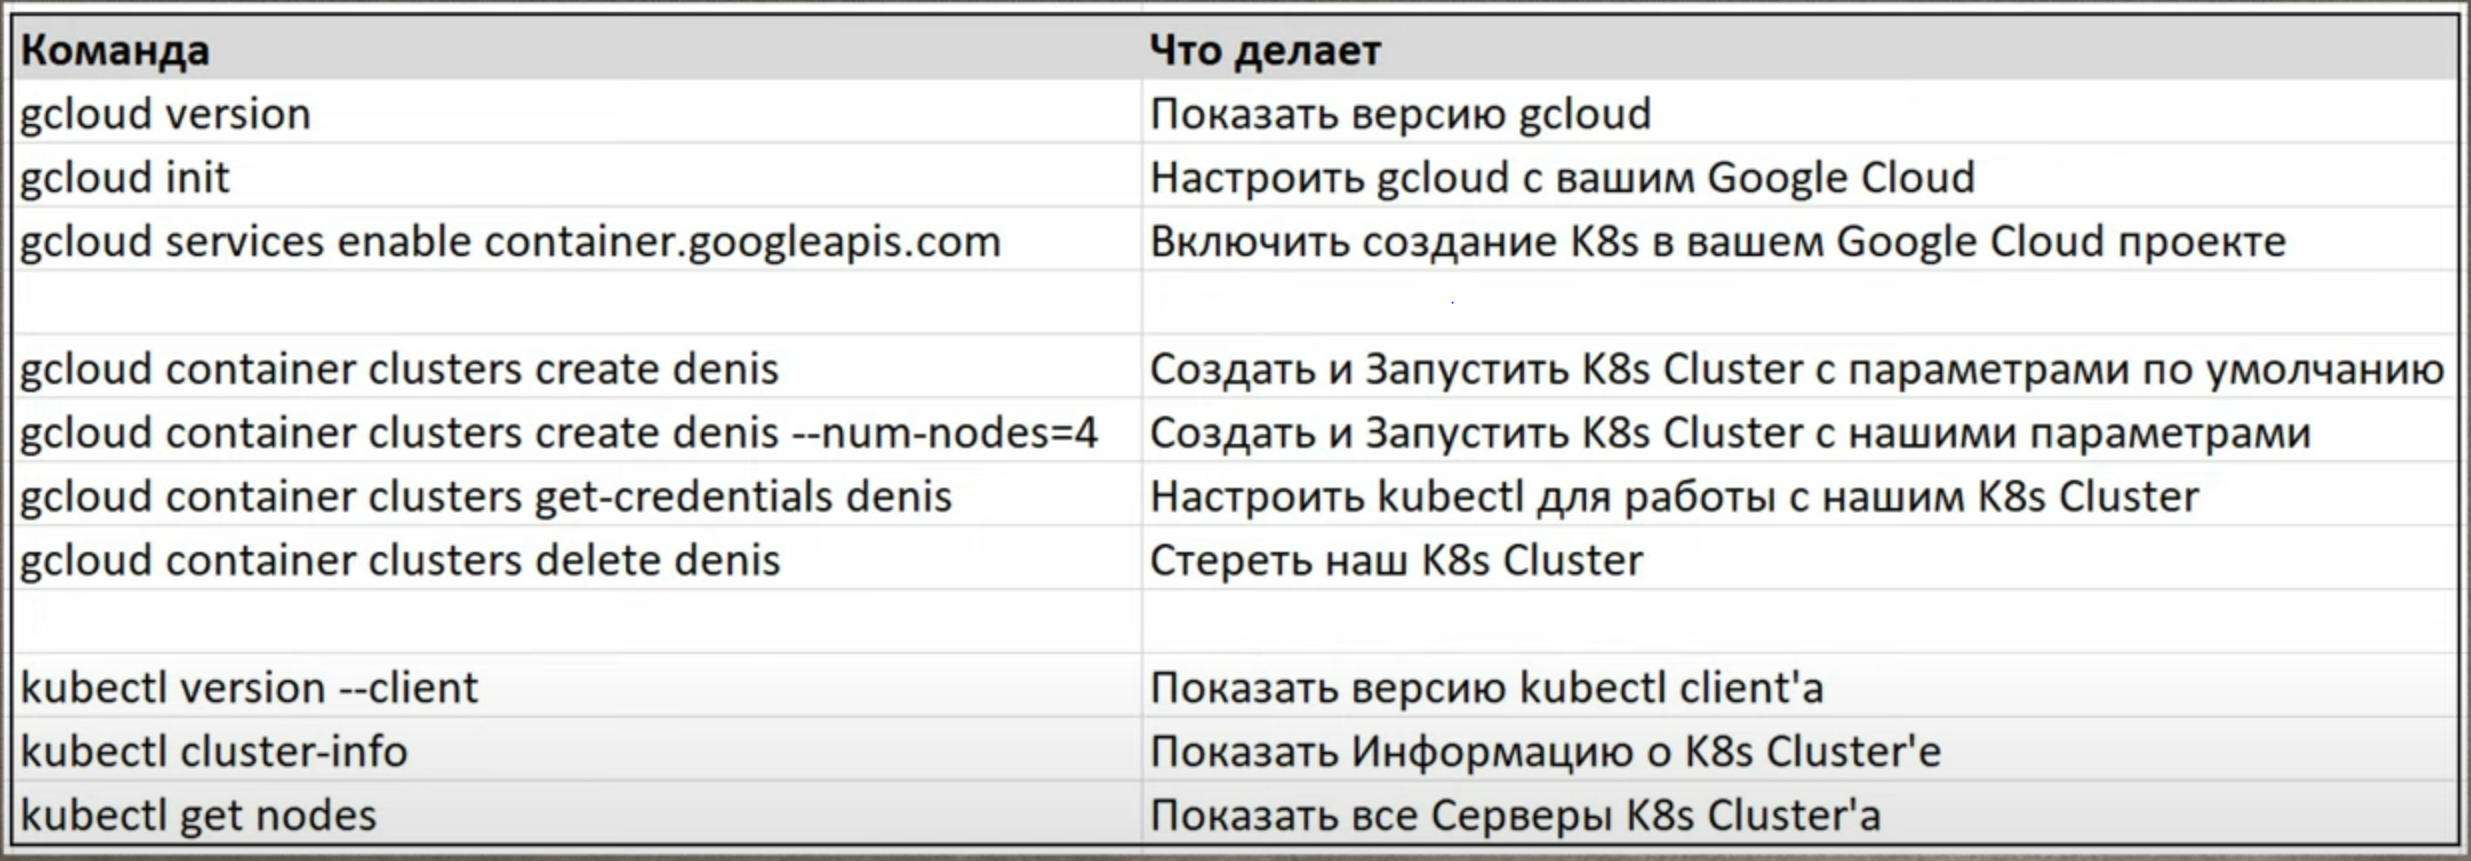 Команда Что делает
gcloud version Показать версию gcloud
gcloud init Настроить gcloud с вашим Google Cloud
gcloud services enable container.googleapis.com Включить создание K8s в вашем Google Cloud проекте
gcloud container clusters create denis Создать и Запустить K8s Cluster с параметрами по умолчанию
gcloud container clusters create denis --num-nodes=4 Создать и Запустить K8s Cluster с нашими параметрами
gcloud container clusters get-credentials denis Настроить kubectl для работы с нашим K8s Cluster
gcloud container clusters delete denis Стереть наш K8s Cluster
kubectl version --client Показать версию kubectl client'а
kubectl cluster-info Показать Информацию о K8s Cluster'е
kubectl get nodes Показать все Серверы K8s Cluster'а